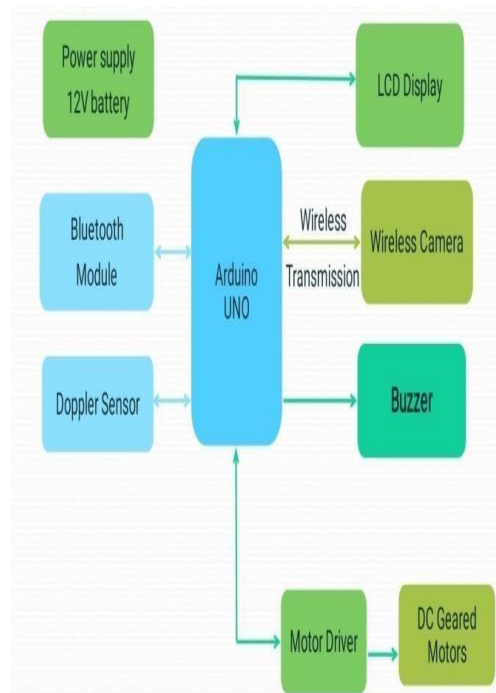 Power supply
12V battery
LCD Display
Bluetooth
Module
Arduino
UNO
Wireless
Transmission
Wireless Camera
Doppler Sensor
Buzzer
Motor Driver
DC Geared
Motors